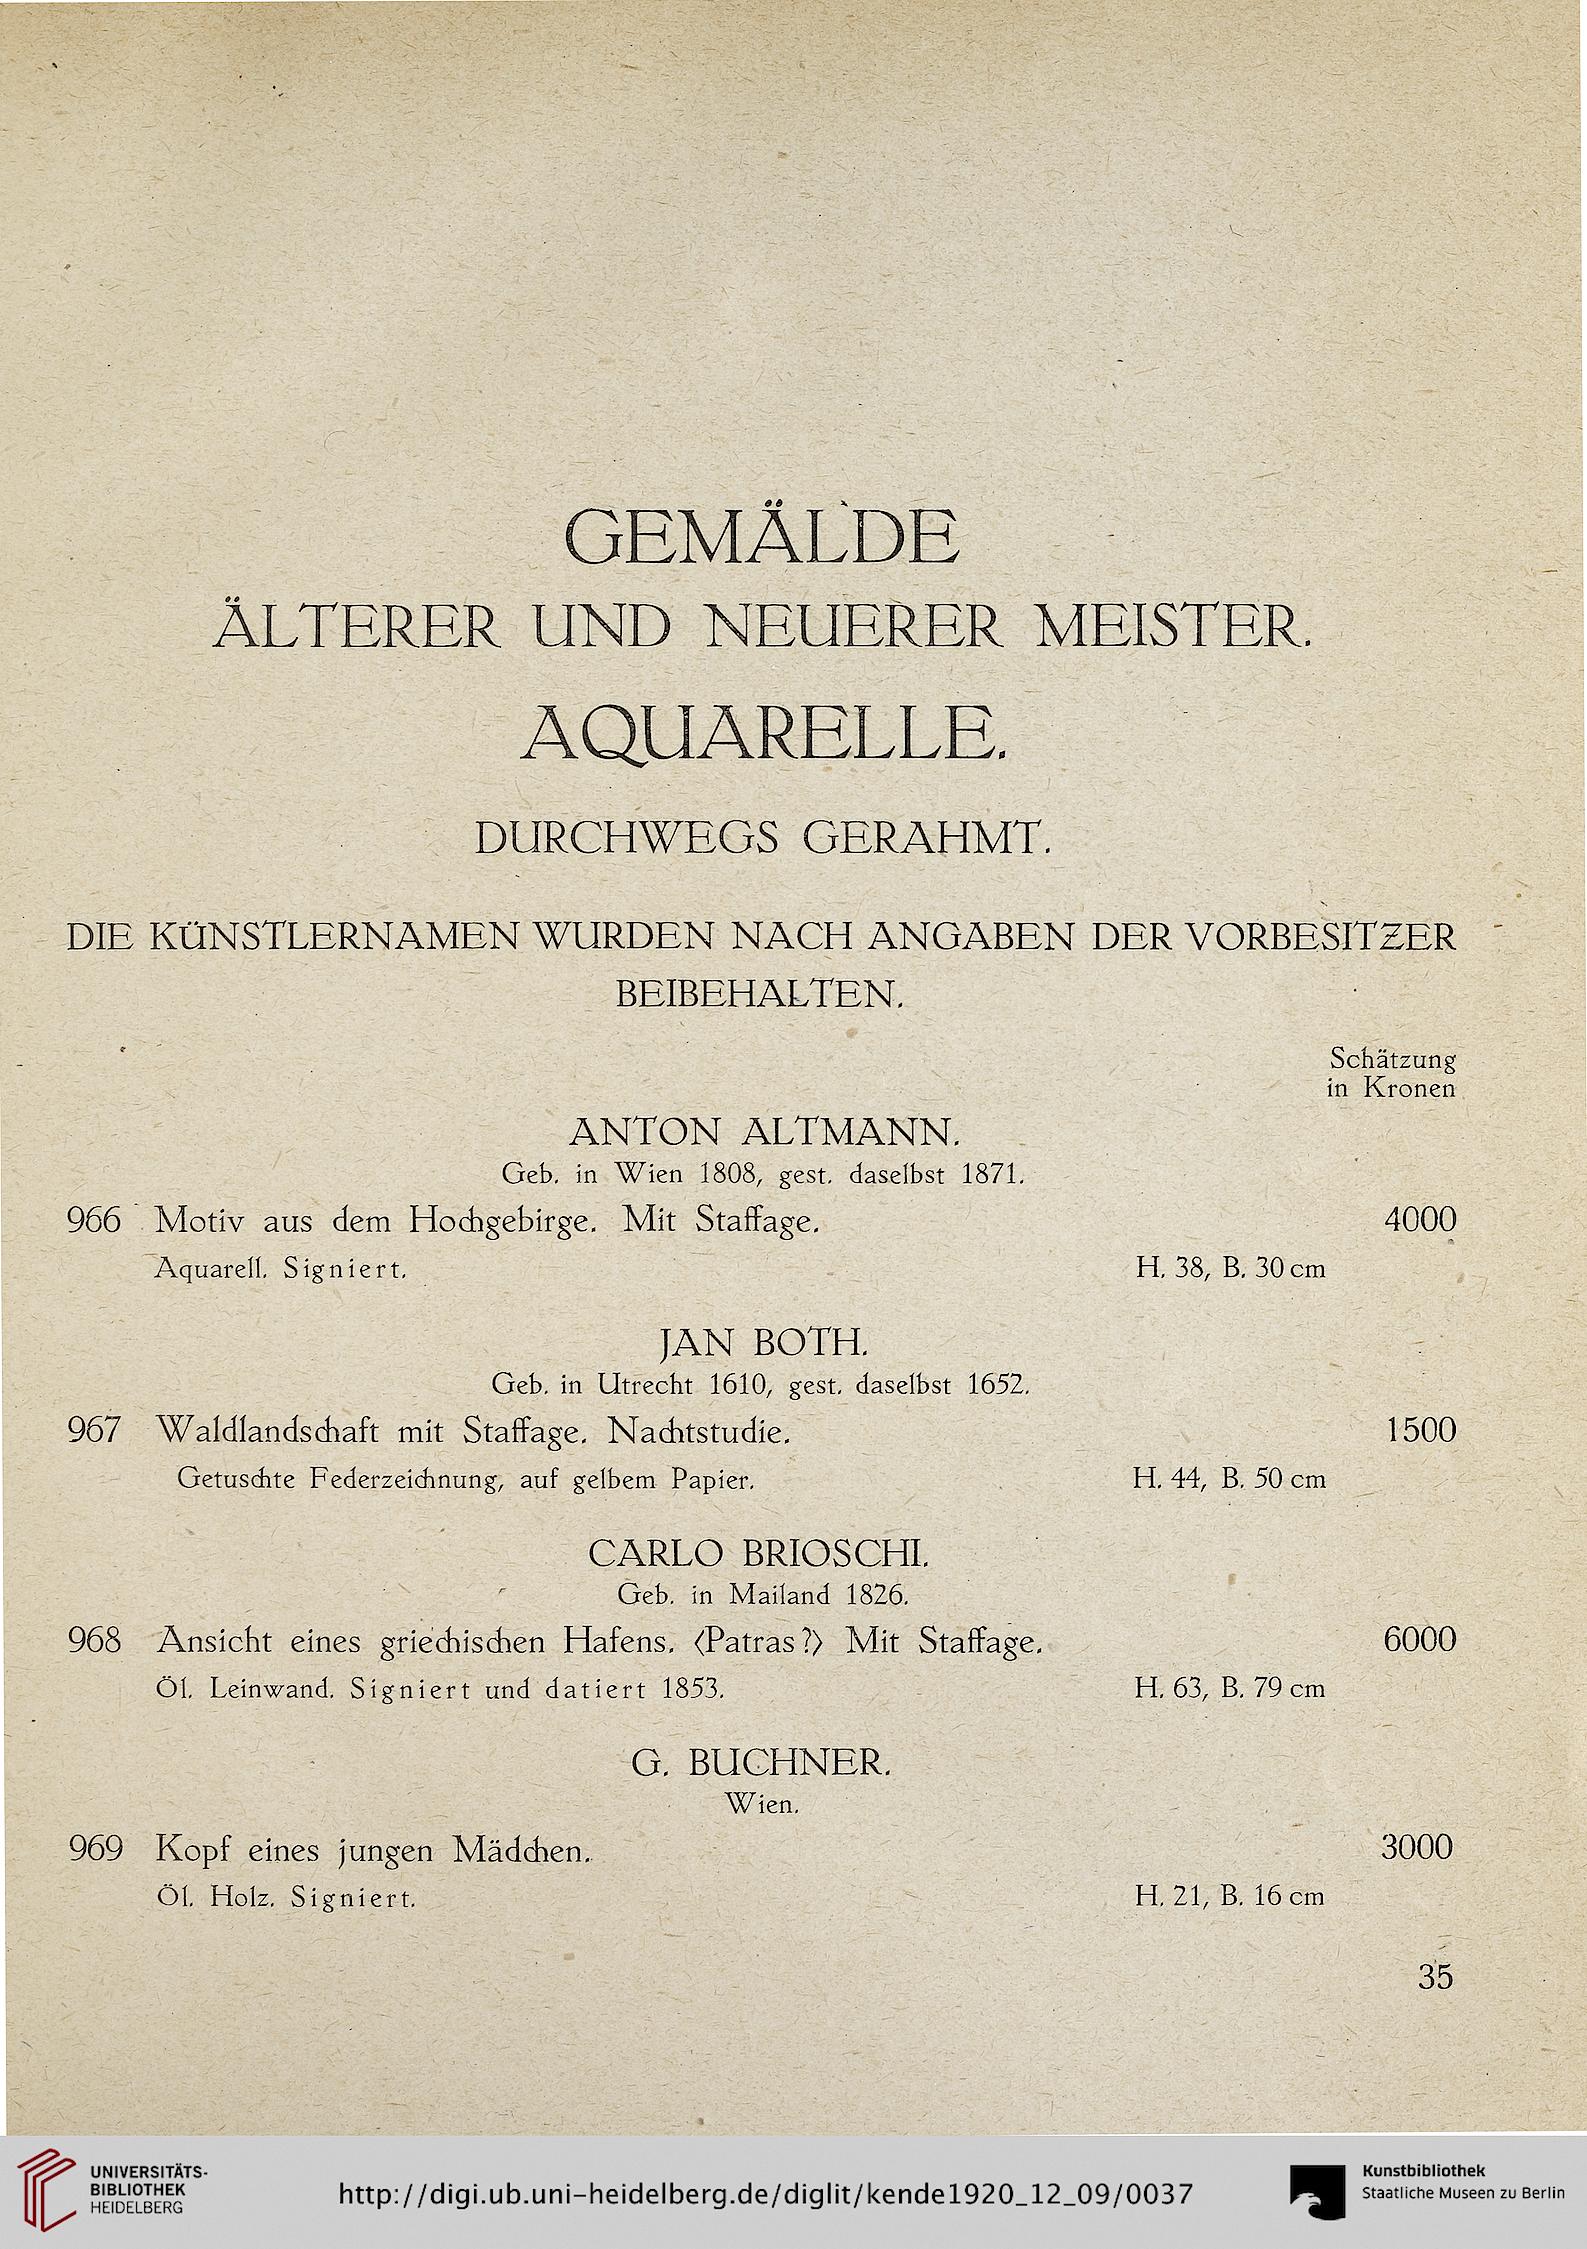 GEMÄLDE
ÄLTERER UND NEUERER MEISTER.
AQUARELLE.
DURCHWEGS GERAHMT.
DIE KÜNSTLERNAMEN WURDEN NACH ANGABEN DER VORBESITZER
BEIBEHALTEN.
Schätzung
in Kronen
ANTON ALTMANN.
Geb. in Wien 1808, gest. daselbst 1871.
966 Motiv aus dem Hochgebirge. Mit Staffage. 4000
Aquarell. Signiert. H. 38, B. 30 cm
JAN BOTH.
Geb. in Utrecht 1610, gest. daselbst 1652.
967 Waldlandschaft mit Staffage. Nachtstudie. 1500
Getuschte Federzeichnung, auf gelbem Papier. H. 44, B. 50 cm
CARLO BRIOSCHI.
Geb. in Mailand 1826.
968 Ansicht eines griechischen Hafens. (Patras?) Mit Staffage. 6000
Öl. Leinwand. Signiert und datiert 1853. H. 63, B. 79 cm
G. BUCHNER.
Wien.
969 Kopf eines jungen Mädchen. 3000
Öl. Holz. Signiert. H. 21, B. 16 cm
35
UNIVERSITÄTS-
BIBLIOTHEK
HEIDELBERG
http://digi.ub.uni-heidelberg.de/diglit/kende1920_12_09/0037
Kunstbibliothek
Staatliche Museen zu Berlin